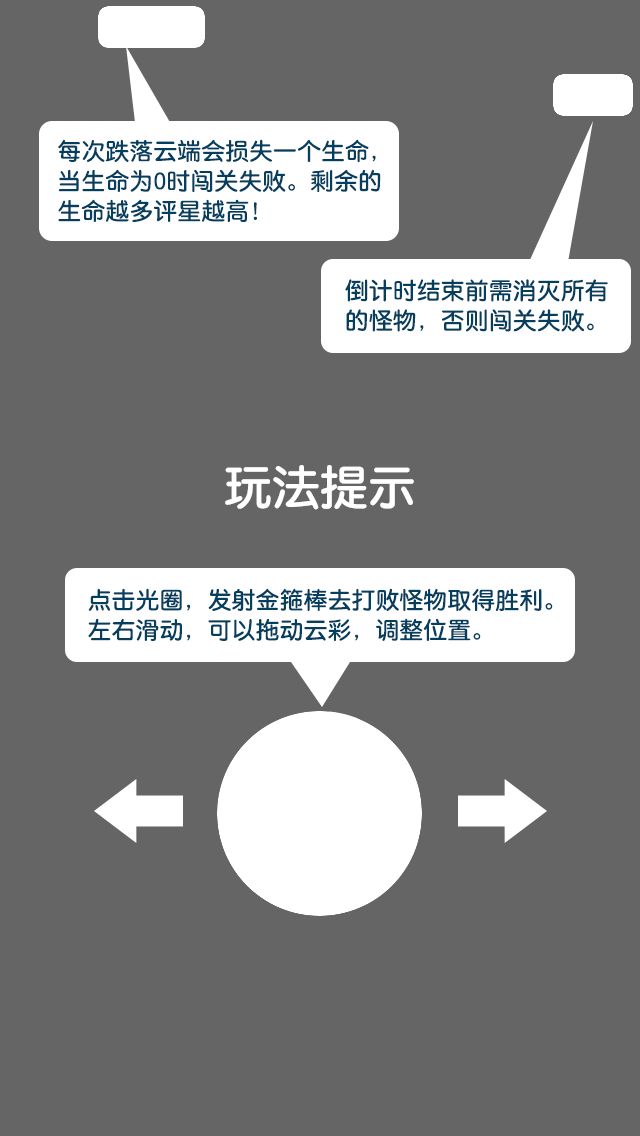 每次跌落云端会损失一个生命，
当生命为0时闯关失败。剩余的
生命越多评星越高！
倒计时结束前需消灭所有
的怪物，否则闯关失败。
玩法提示
点击光圈，发射金箍棒去打败怪物取得胜利。
左右滑动，可以拖动云彩，调整位置。